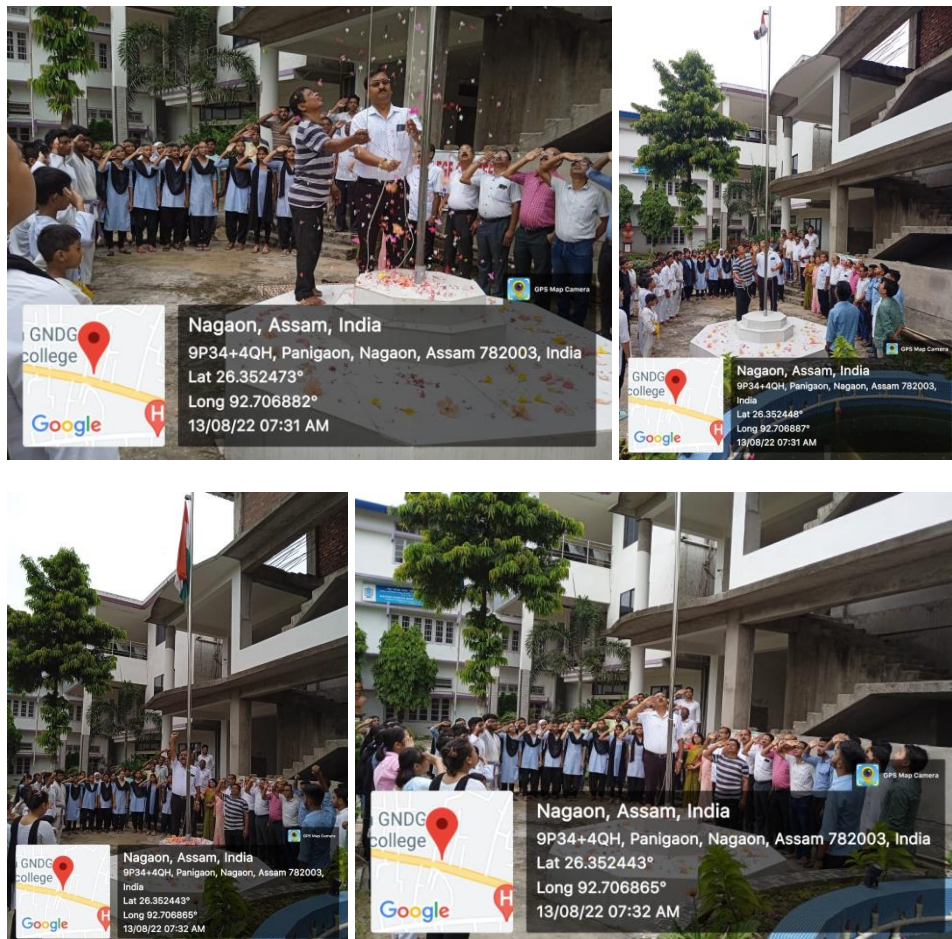 GPS Map Camera
GNDG
college
Google
H
Nagaon, Assam, India
9P34+4QH, Panigaon, Nagaon, Assam 782003, India
Lat 26.352473°
Long 92.706882°
13/08/22 07:31 AM
GPS Map Camera
GNDG
college
Google
H
Nagaon, Assam, India
9P34+4QH, Panigaon, Nagaon, Assam 782003,
India
Lat 26.352448°
Long 92.706887°
13/08/22 07:31 AM
GPS Map Camera
GNDG
college
Google
H
Nagaon, Assam, India
9P34+4QH, Panigaon, Nagaon, Assam 782003,
India
Lat 26.352443°
Long 92.706865°
13/08/22 07:32 AM
GPS Map Camera
GNDG
college
Google
H
Nagaon, Assam, India
9P34+4QH, Panigaon, Nagaon, Assam 782003, India
Lat 26.352443°
Long 92.706865°
13/08/22 07:32 AM